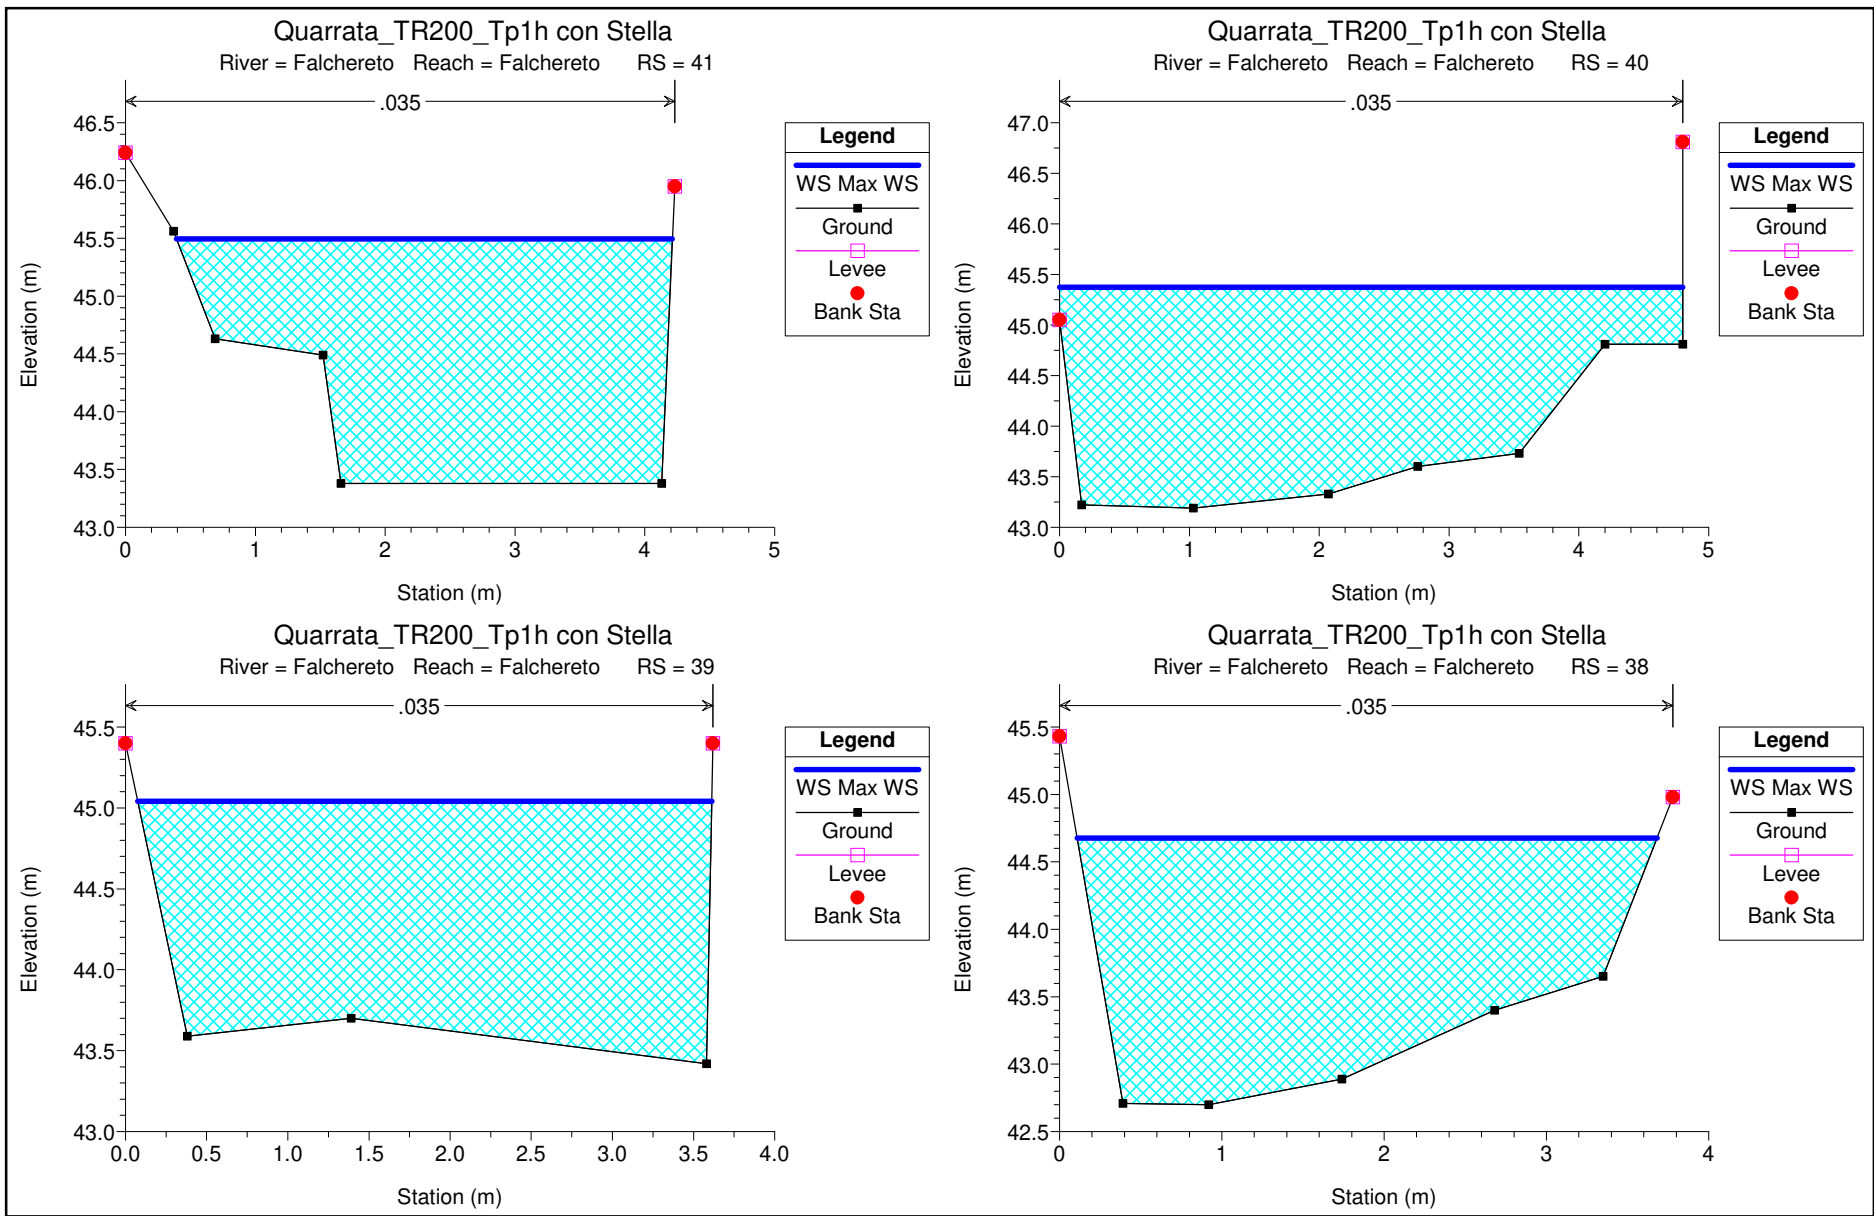 Quarrata_TR200_Tp1h con Stella
River = Falchereto Reach = Falchereto RS = 41
.035
46.5
46.0
45.5
45.0
44.5
44.0
43.5
43.0
Elevation (m)
0 1 2 3 4 5
Station (m)
Legend
WS Max WS
Ground
Levee
Bank Sta
Quarrata_TR200_Tp1h con Stella
River = Falchereto Reach = Falchereto RS = 40
.035
47.0
46.5
46.0
45.5
45.0
44.5
44.0
43.5
43.0
Elevation (m)
0 1 2 3 4 5
Station (m)
Legend
WS Max WS
Ground
Levee
Bank Sta
Quarrata_TR200_Tp1h con Stella
River = Falchereto Reach = Falchereto RS = 39
.035
45.5
45.0
44.5
44.0
43.5
43.0
Elevation (m)
0.0 0.5 1.0 1.5 2.0 2.5 3.0 3.5 4.0
Station (m)
Legend
WS Max WS
Ground
Levee
Bank Sta
Quarrata_TR200_Tp1h con Stella
River = Falchereto Reach = Falchereto RS = 38
.035
45.5
45.0
44.5
44.0
43.5
43.0
42.5
Elevation (m)
0 1 2 3 4
Station (m)
Legend
WS Max WS
Ground
Levee
Bank Sta